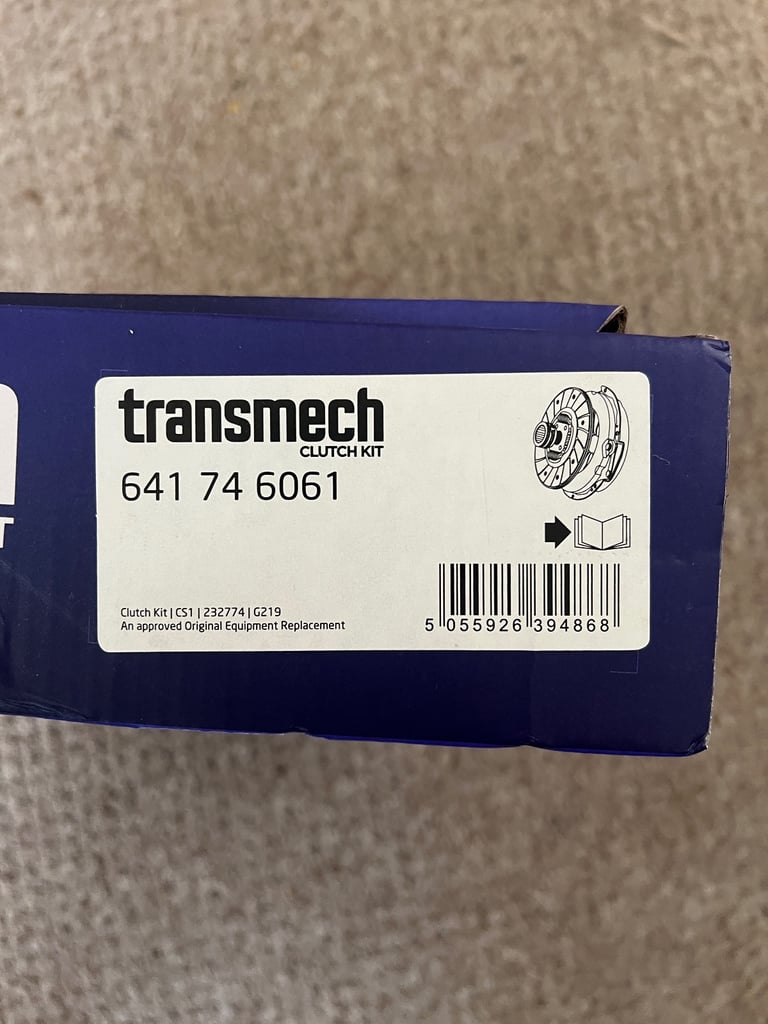 transmech
CLUTCH KIT
641 74 6061
Clutch Kit | CS1 | 232774 | G219
An approved Original Equipment Replacement
5 055926 394868
T